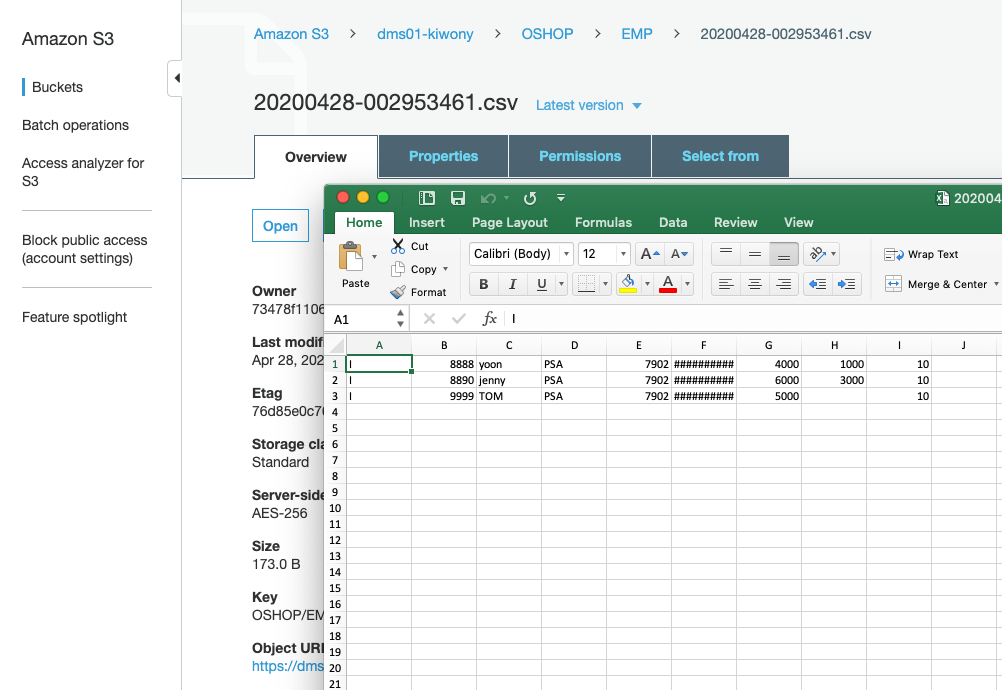 Amazon S3
Buckets
Batch operations
Access analyzer for
S3
Block public access
(account settings)
Feature spotlight
Amazon S3 > dms01-kiwony > OSHOP > EMP > 20200428-002953461.csv
20200428-002953461.csv Latest version
Overview Properties Permissions Select from
Open
Owner
73478f1106
Last modif
Apr 28, 202
Etag
76d85e0c76
Storage cla
Standard
Server-side
AES-256
Size
173.0 B
Key
OSHOP/EM
Object URI
https://dms
202004
Home Insert Page Layout Formulas Data Review View
Paste
Cut
Copy
Format
Calibri (Body) 12 A A
B I U A
ab
Wrap Text
Merge & Center
A1 fx I
A B C D E F G H I J
1 I 8888 yoon PSA 7902 ########## 4000 1000 10
2 I 8890 jenny PSA 7902 ########## 6000 3000 10
3 I 9999 TOM PSA 7902 ########## 5000 10
4
5
6
7
8
9
10
11
12
13
14
15
16
17
18
19
20
21